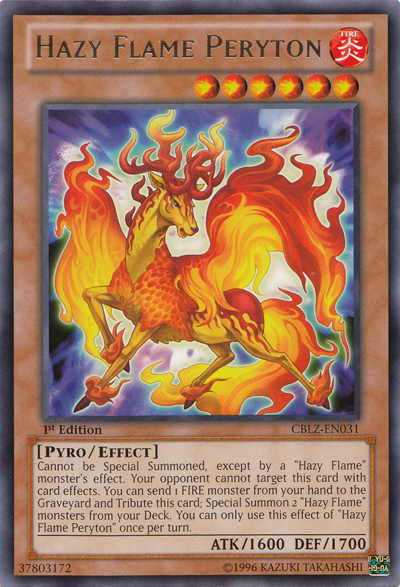 HAZY FLAME PERYTON
FIRE
炎
1st Edition
CBLZ-EN031
[PYRO/EFFECT]
Cannot be Special Summoned, except by a "Hazy Flame"
monster's effect. Your opponent cannot target this card
with card effects. You can send 1 FIRE monster from your hand to the
Graveyard and Tribute this card; Special Summon 2 "Hazy Flame"
monsters from your Deck. You can only use this effect of "Hazy
Flame Peryton" once per turn.
ATK/1600 DEF/1700
37803172
©1996 KAZUKI TAKAHASHI